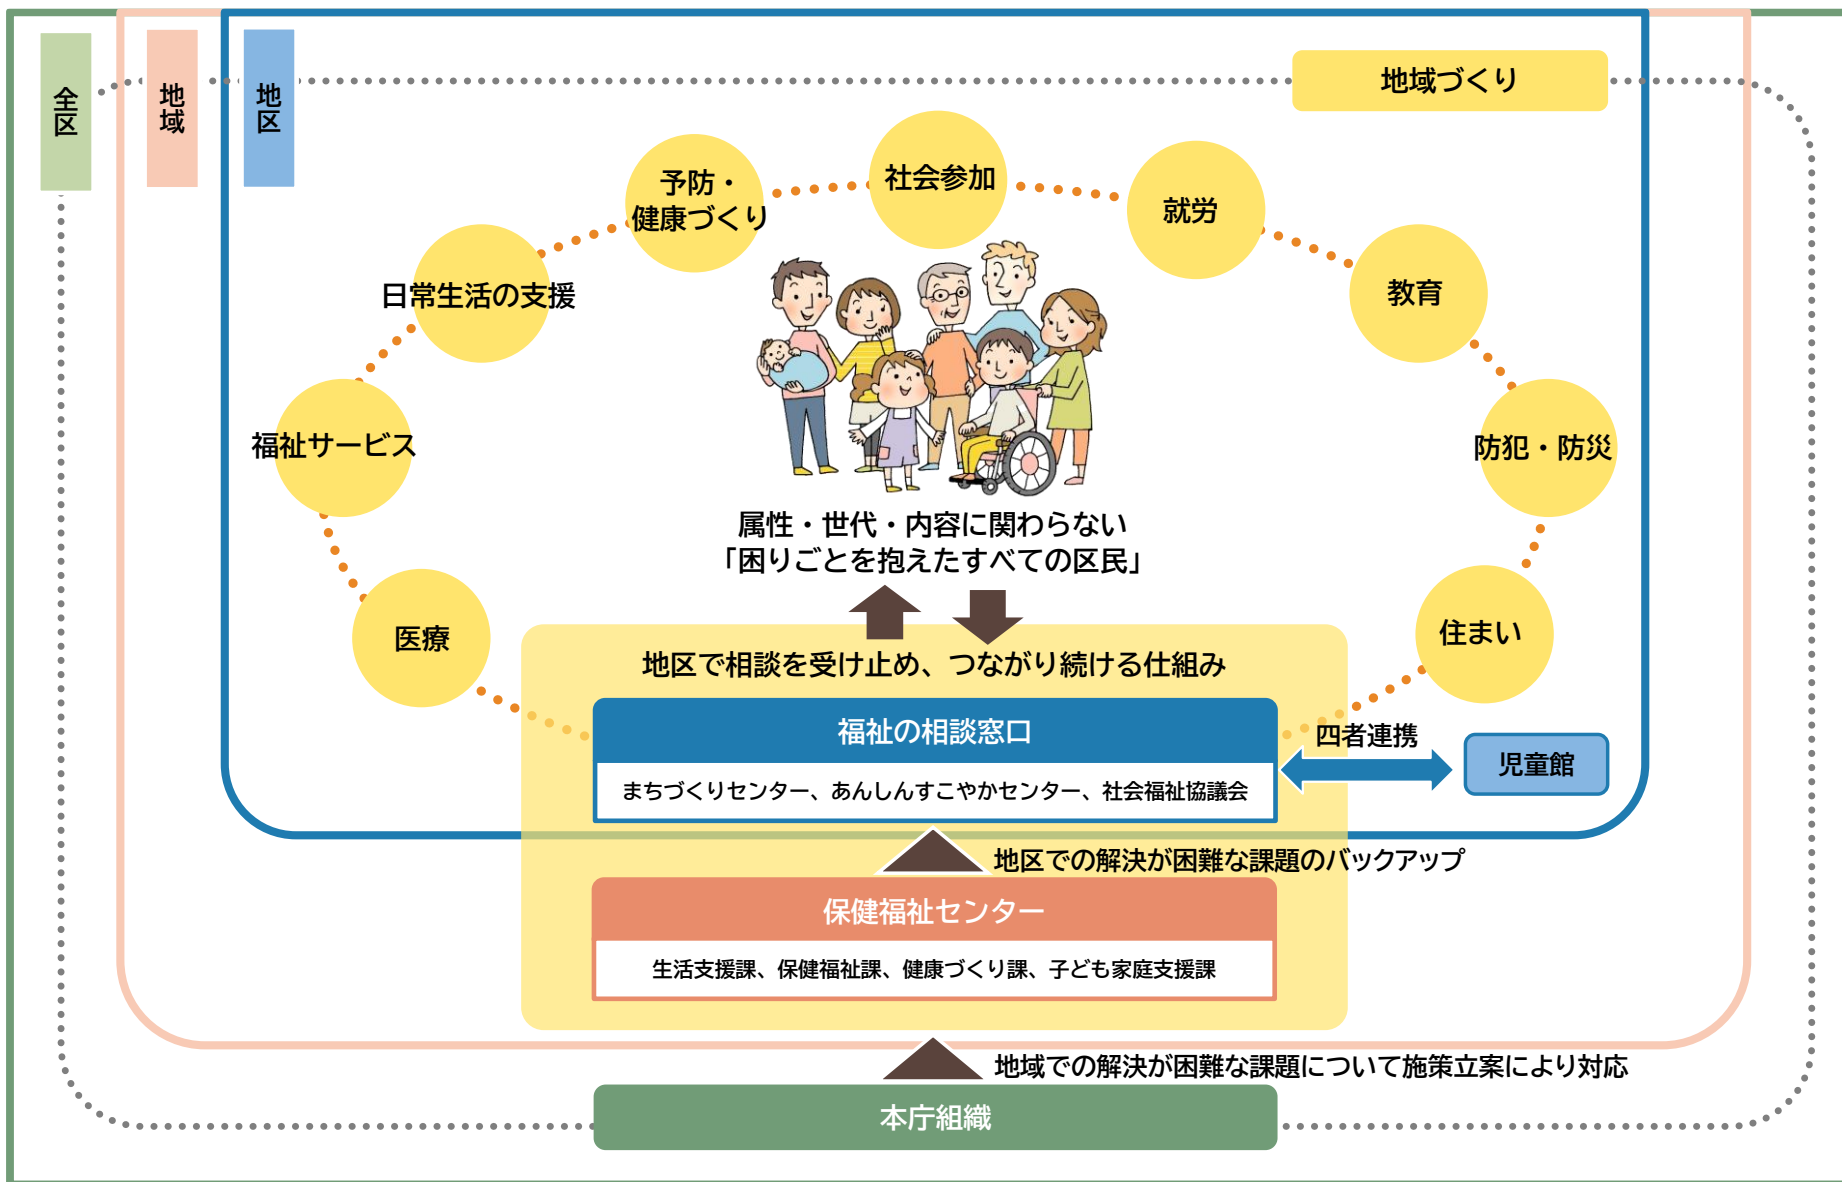 全区
地域
地区
地域づくり
予防・
健康づくり
社会参加
就労
日常生活の支援
教育
福祉サービス
防犯・防災
医療
住まい
属性・世代・内容に関わらない
「困りごとを抱えたすべての区民」
地区で相談を受け止め、つながり続ける仕組み
福祉の相談窓口
まちづくりセンター、あんしんすこやかセンター、社会福祉協議会
四者連携
児童館
地区での解決が困難な課題のバックアップ
保健福祉センター
生活支援課、保健福祉課、健康づくり課、子ども家庭支援課
地域での解決が困難な課題について施策立案により対応
本庁組織